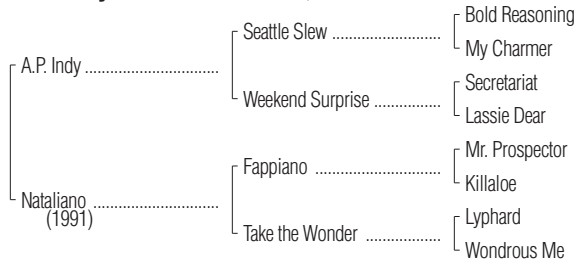 Bold Reasoning
Seattle Slew ........................
My Charmer
A.P. Indy ..............................
Secretariat
Weekend Surprise ...............
Lassie Dear
Mr. Prospector
Fappiano ............................
Killaloe
Nataliano ............................
(1991)
Lyphard
Take the Wonder .................
Wondrous Me